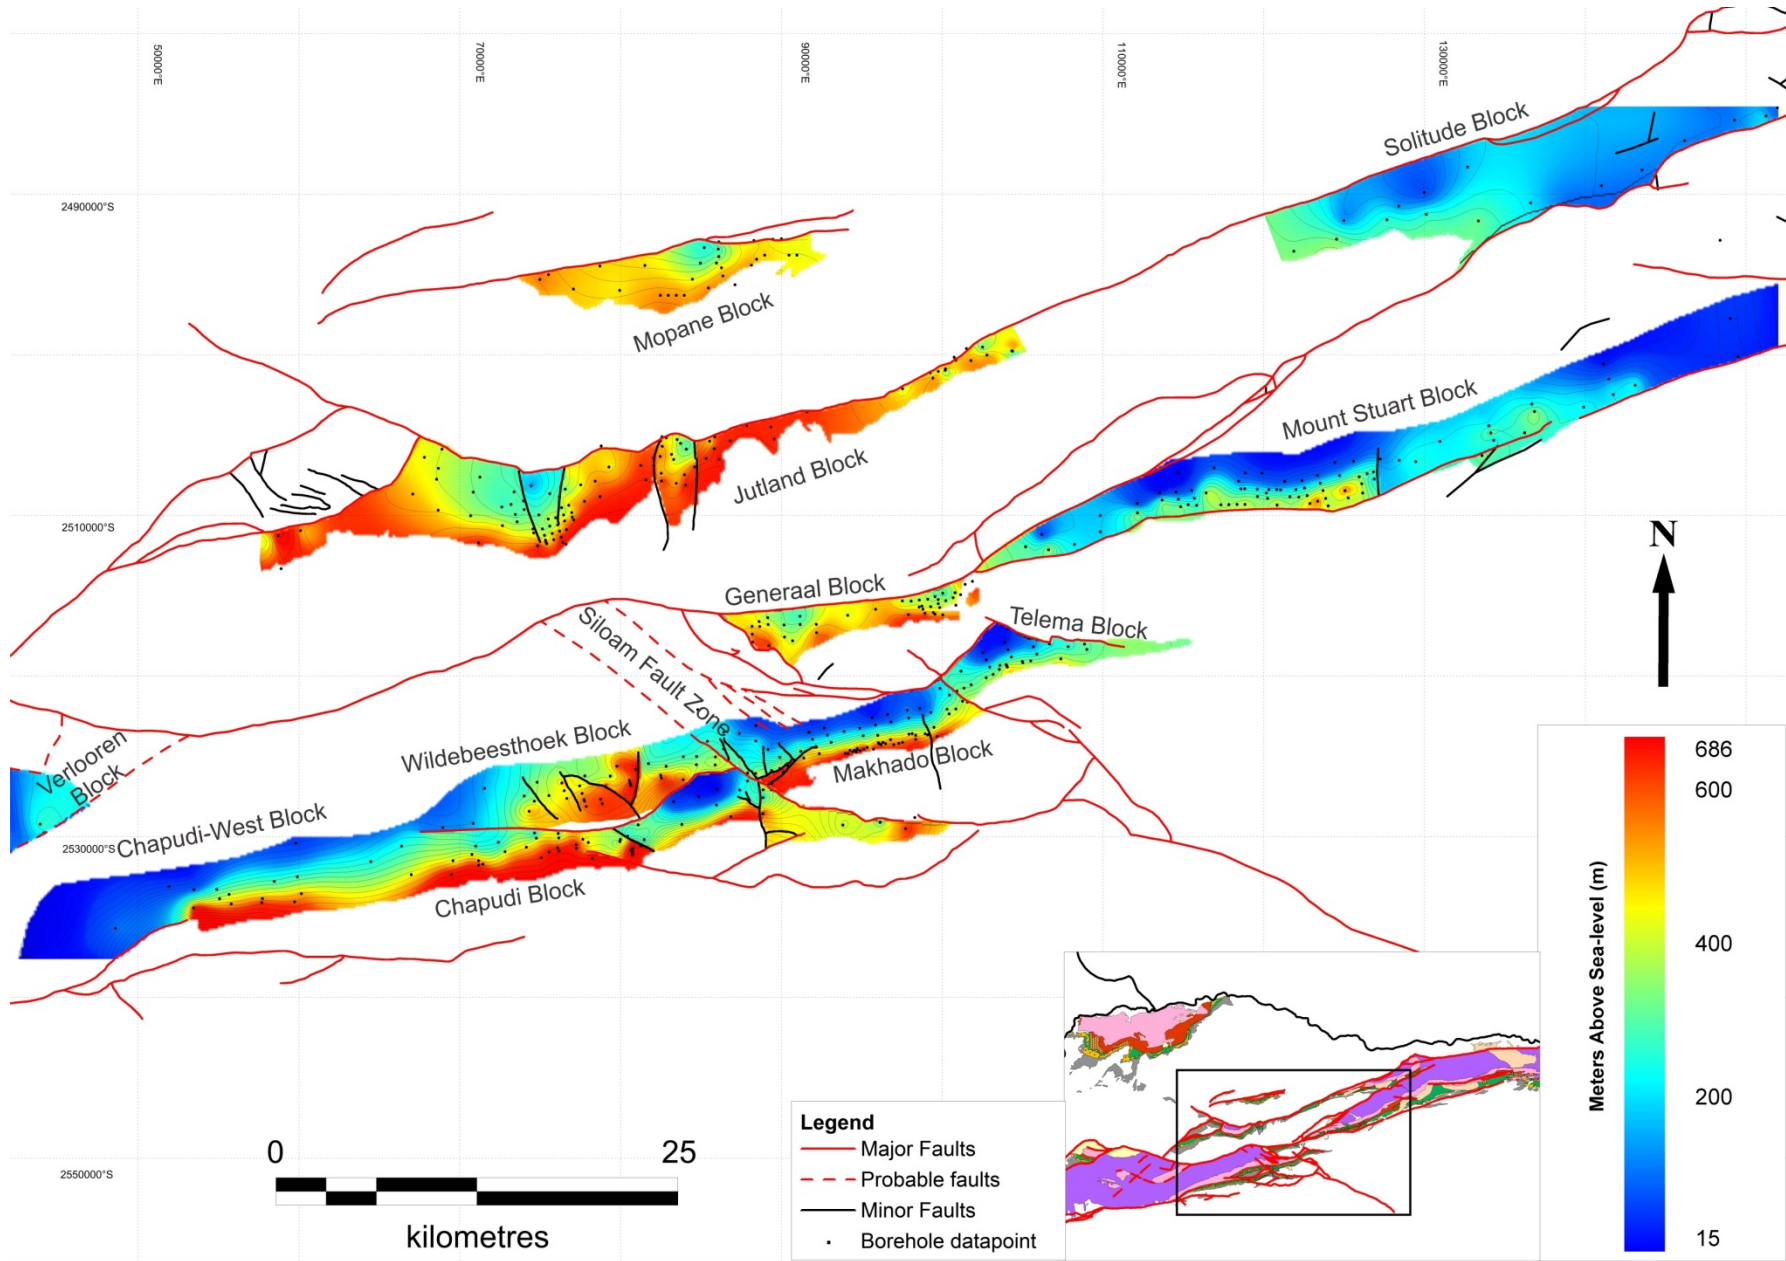 50000°E
70000°E
90000°E
110000°E
130000°E
Solitude Block
2490000°S
Mopane Block
Mount Stuart Block
Jutland Block
2510000°S
N
Generaal Block
Telema Block
Siloam Fault Zone
Verlooren
Block
Wildebeesthoek Block
Makhado Block
Chapudi-West Block
2530000°S
Chapudi Block
Meters Above Sea-level (m)
686
600
400
200
15
2550000°S
0
25
kilometres
Legend
Major Faults
Probable faults
Minor Faults
Borehole datapoint